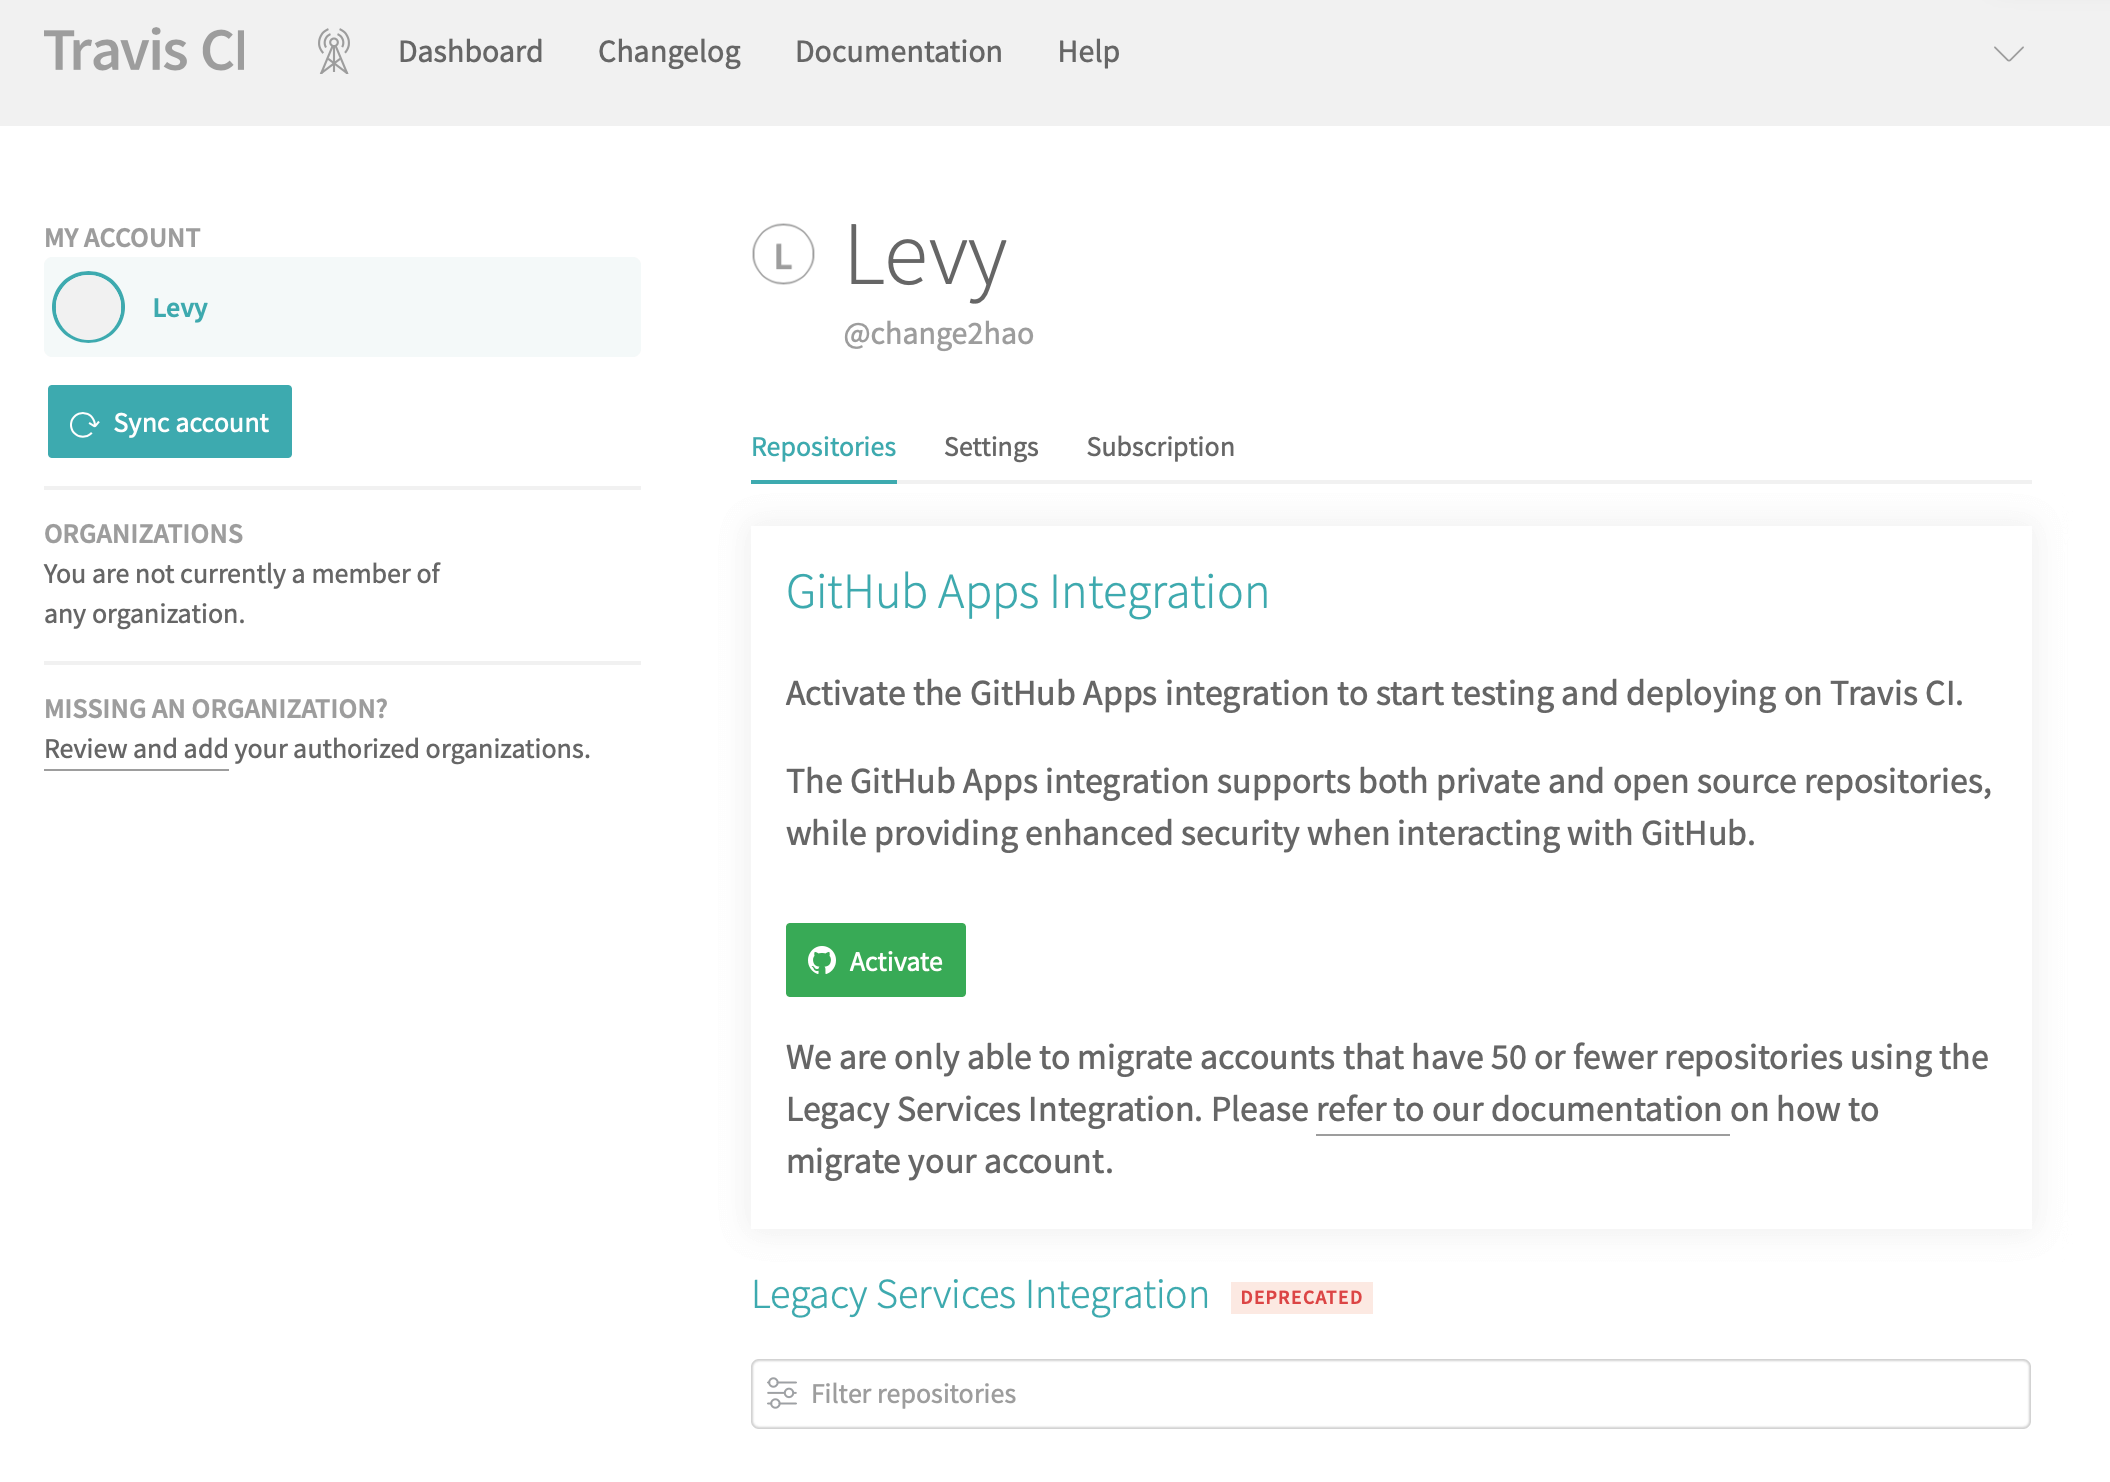 Travis CI
Dashboard
Changelog
Documentation
Help
MY ACCOUNT
Levy
Sync account
ORGANIZATIONS
You are not currently a member of
any organization.
MISSING AN ORGANIZATION?
Review and add your authorized organizations.
L
Levy
@change2hao
Repositories
Settings
Subscription
GitHub Apps Integration
Activate the GitHub Apps integration to start testing and deploying on Travis CI.
The GitHub Apps integration supports both private and open source repositories,
while providing enhanced security when interacting with GitHub.
Activate
We are only able to migrate accounts that have 50 or fewer repositories using the
Legacy Services Integration. Please refer to our documentation on how to
migrate your account.
Legacy Services Integration DEPRECATED
Filter repositories